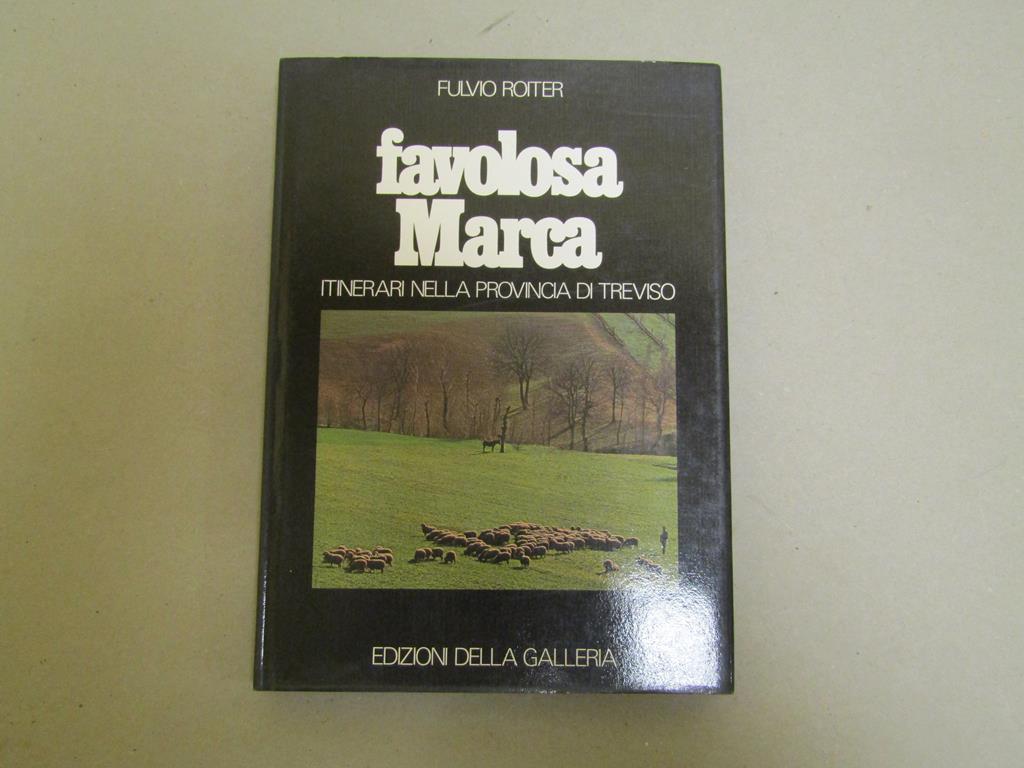 FULVIO ROITER
favolosa
Marca
ITINERARI NELLA PROVINCIA DI TREVISO
EDIZIONI DELLA GALLERIA